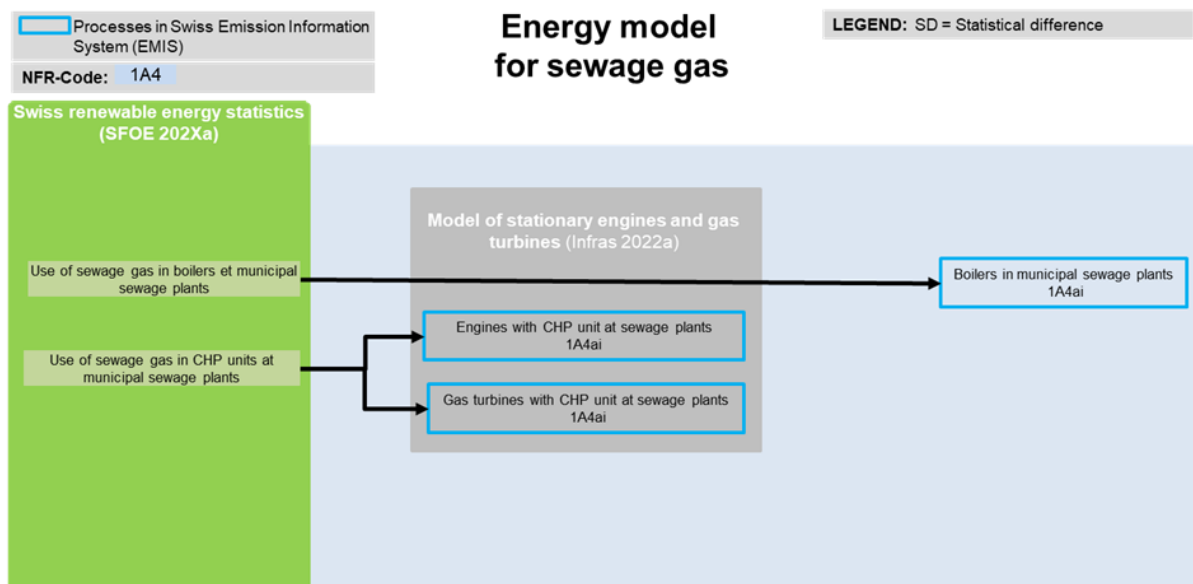 Processes in Swiss Emission Information
System (EMIS)
NFR-Code: 1A4
Energy model
for sewage gas
LEGEND: SD = Statistical difference
Swiss renewable energy statistics
(SFOE 202Xa)
Model of stationary engines and gas
turbines (Infras 2022a)
Use of sewage gas in boilers et municipal
sewage plants
Boilers in municipal sewage plants
1A4ai
Engines with CHP unit at sewage plants
1A4ai
Use of sewage gas in CHP units at
municipal sewage plants
Gas turbines with CHP unit at sewage plants
1A4ai